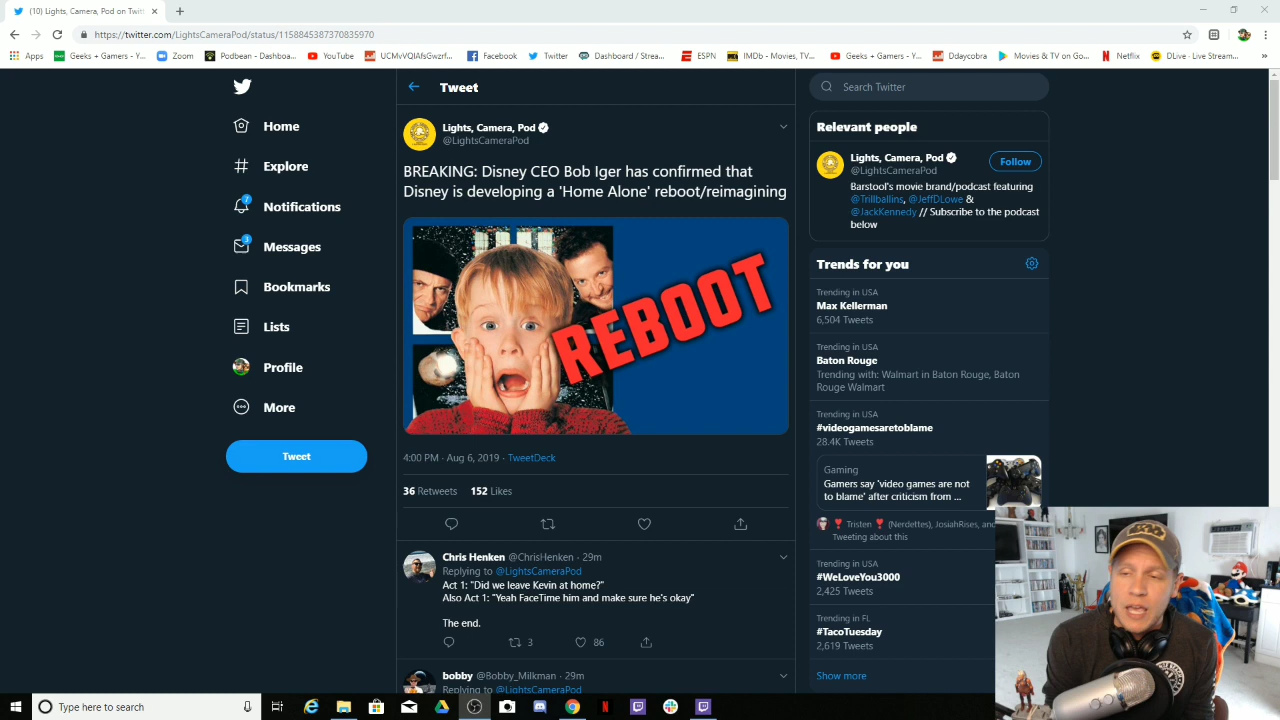 (10) Lights, Camera, Pod on Twitt
https://twitter.com/LightsCameraPod/status/1158845387370835970
Apps
Geeks + Gamers - Y...
Zoom
Podbean - Dashboa...
YouTube
UCMvVQIAfsGwzrf...
Facebook
Twitter
Dashboard / Strea...
ESPN
IMDb - Movies, TV...
Geeks + Gamers - Y...
Ddaycobra
Movies & TV on Go...
Netflix
DLive · Live Stream...
»
Home
Explore
7
Notifications
3
Messages
Bookmarks
Lists
Profile
More
Tweet
Tweet
Lights, Camera, Pod
@LightsCameraPod
BREAKING: Disney CEO Bob Iger has confirmed that
Disney is developing a 'Home Alone' reboot/reimagining
REBOOT
4:00 PM · Aug 6, 2019 · TweetDeck
36 Retweets 152 Likes
Chris Henken @ChrisHenken · 29m
Replying to @LightsCameraPod
Act 1: "Did we leave Kevin at home?"
Also Act 1: "Yeah FaceTime him and make sure he's okay"
The end.
3
86
bobby @Bobby_Milkman · 29m
Replying to @LightsCameraPod
Search Twitter
Relevant people
Lights, Camera, Pod
@LightsCameraPod
Follow
Barstool's movie brand/podcast featuring
@Trillballins, @JeffDLowe &
@JackKennedy // Subscribe to the podcast
below
Trends for you
Trending in USA
Max Kellerman
6,504 Tweets
Trending in USA
Baton Rouge
Trending with: Walmart in Baton Rouge, Baton
Rouge Walmart
Trending in USA
#videogamesaretoblame
28.4K Tweets
Gaming
Gamers say 'video games are not
to blame' after criticism from ...
Tristen (Nerdettes), JosiahRises, and
Tweeting about this
Trending in USA
#WeLoveYou3000
2,425 Tweets
Trending in FL
#TacoTuesday
2,619 Tweets
Show more
Type here to search